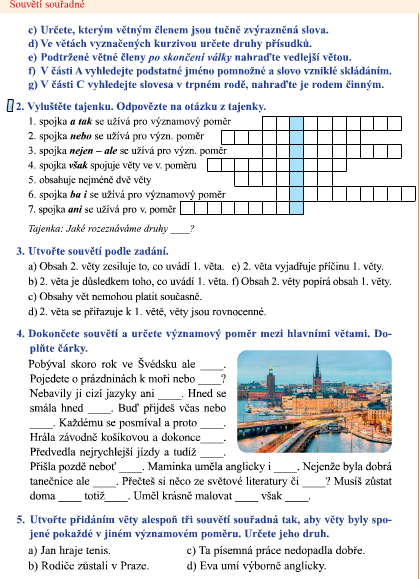 Souvětí souřadné
c) Určete, kterým větným členem jsou tučně zvýrazněná slova.
d) Ve větách vyznačených kurzivou určete druhy přísudků.
e) Podtržené větné členy po skončení války nahraďte vedlejší větou.
f) V části A vyhledejte podstatné jméno pomnožné a slovo vzniklé skládáním.
g) V části C vyhledejte slovesa v trpném rodě, nahraďte je rodem činným.
2. Vyluštěte tajenku. Odpovězte na otázku z tajenky.
1. spojka a tak se užívá pro významový poměr
2. spojka nebo se užívá pro význ. poměr
3. spojka nejen – ale se užívá pro význ. poměr
4. spojka však spojuje věty ve v. poměru
5. obsahuje nejméně dvě věty
6. spojka ba i se užívá pro významový poměr
7. spojka ani se užívá pro v. poměr
Tajenka: Jaké rozeznáváme druhy ____?
3. Utvořte souvětí podle zadání.
a) Obsah 2. věty zesiluje to, co uvádí 1. věta. e) 2. věta vyjadřuje příčinu 1. věty.
b) 2. věta je důsledkem toho, co uvádí 1. věta. f) Obsah 2. věty popírá obsah 1. věty.
c) Obsahy vět nemohou platit současně.
d) 2. věta se přiřazuje k 1. větě, věty jsou rovnocenné.
4. Dokončete souvětí a určete významový poměr mezi hlavními větami. Do-
plňte čárky.
Pobýval skoro rok ve Švédsku ale ____.
Pojedete o prázdninách k moři nebo ____?
Nebavily ji cizí jazyky ani ____. Hned se
smála hned ____. Buď přijdeš včas nebo
____. Každému se posmíval a proto ____.
Hrála závodně košíkovou a dokonce____.
Předvedla nejrychlejší jízdy a tudíž ____.
Přišla pozdě neboť ____. Maminka uměla anglicky i ____. Nejenže byla dobrá
tanečnice ale ____. Přečteš si něco ze světové literatury či ____? Musíš zůstat
doma ____ totiž____. Uměl krásně malovat ____ však ____.
5. Utvořte přidáním věty alespoň tři souvětí souřadná tak, aby věty byly spo-
jené pokaždé v jiném významovém poměru. Určete jeho druh.
a) Jan hraje tenis. c) Ta písemná práce nedopadla dobře.
b) Rodiče zůstali v Praze. d) Eva umí výborně anglicky.